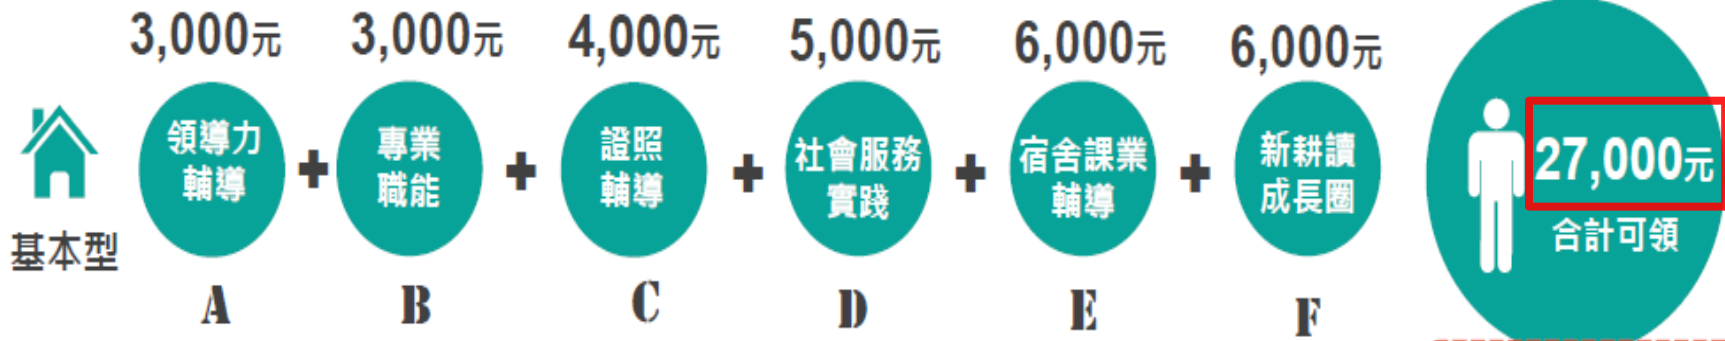 3,000元
3,000元
4,000元
5,000元
6,000元
6,000元
基本型
領導力
輔導
+
專業
職能
+
證照
輔導
+
社會服務
實踐
+
宿舍課業
輔導
+
新耕讀
成長圈
27,000元
合計可領
A
B
C
D
E
F